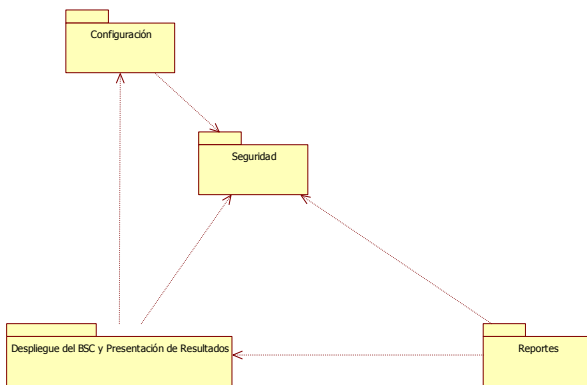 Configuración
Seguridad
Despliegue del BSC y Presentación de Resultados
Reportes